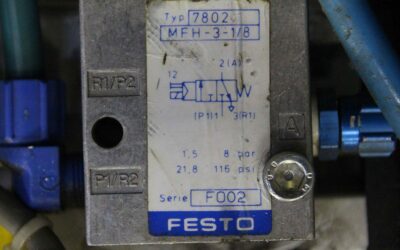 Typ 7802
MFH-3-1/8
2(A)
12
R1/P2
(P1)1 3(R1)
A
1,5 8 bar
21,8 116 psi
P1/R2
Serie F002
FESTO